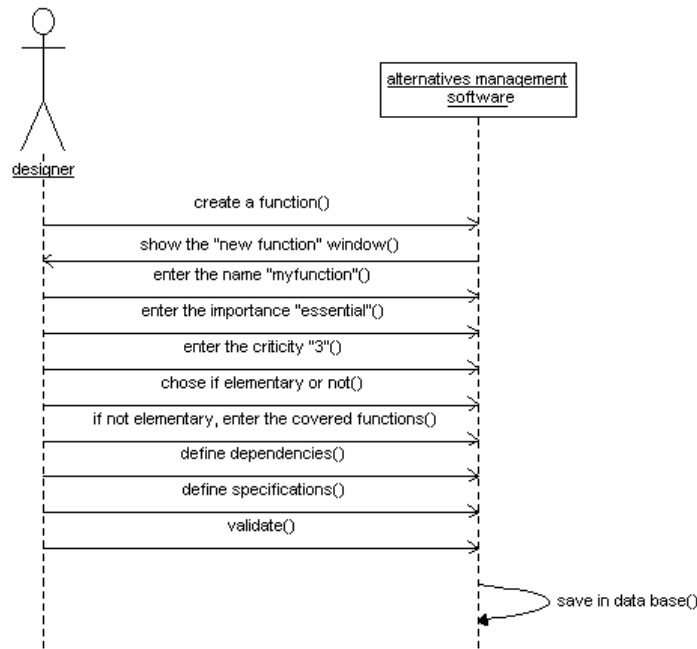 alternatives management
software
designer
create a function()
show the "new function" window()
enter the name "myfunction"()
enter the importance "essential"()
enter the criticity "3"()
chose if elementary or not()
if not elementary, enter the covered functions()
define dependencies()
define specifications()
validate()
save in data base()